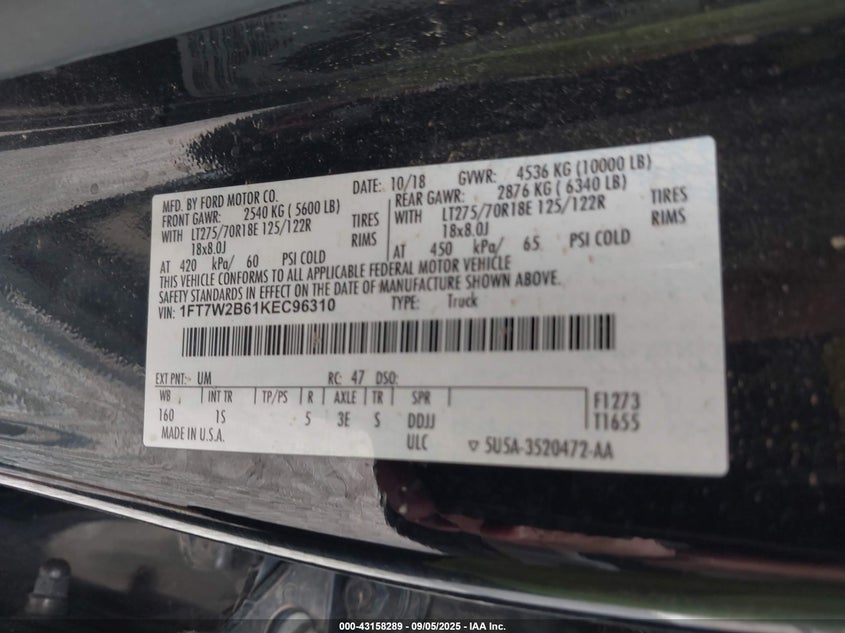 MFD. BY FORD MOTOR CO.
DATE: 10/18
GVWR: 4536 KG (10000 LB)
FRONT GAWR: 2540 KG ( 5600 LB)
REAR GAWR: 2876 KG ( 6340 LB)
WITH LT275/70R18E 125/122R TIRES
WITH LT275/70R18E 125/122R TIRES
18x8.0J RIMS
18x8.0J RIMS
AT 420 kPa/ 60 PSI COLD
AT 450 kPa/ 65 PSI COLD
THIS VEHICLE CONFORMS TO ALL APPLICABLE FEDERAL MOTOR VEHICLE
SAFETY STANDARDS IN EFFECT ON THE DATE OF MANUFACTURE SHOWN ABOVE.
VIN: 1FT7W2B61KEC96310 TYPE: Truck
EXT PNT: UM RC: 47 DSO:
WB INT TR TP/PS R AXLE TR SPR
160 1S 5 3E S DDJJ
F1273
T1655
MADE IN U.S.A. ULC ▽ 5U5A-3520472-AA
000-43158289 - 09/05/2025 - IAA Inc.